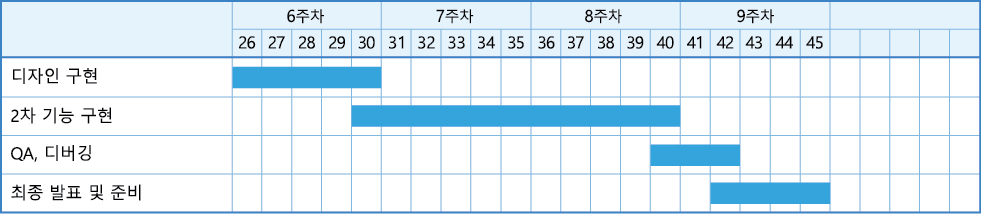 6주차 7주차 8주차 9주차
26 27 28 29 30 31 32 33 34 35 36 37 38 39 40 41 42 43 44 45
디자인 구현
2차 기능 구현
QA, 디버깅
최종 발표 및 준비